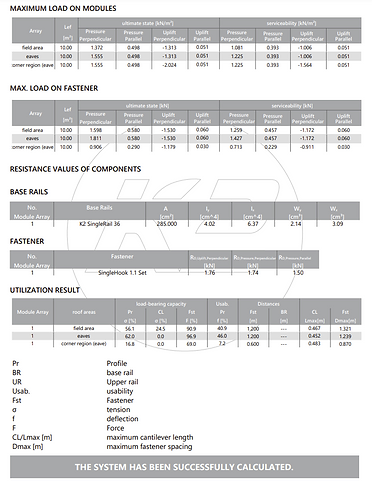 MAXIMUM LOAD ON MODULES
Array Lef [m²] ultimate state [kN/m²] serviceability [kN/m²]
Pressure Perpendicular Pressure Parallel Uplift Perpendicular Uplift Parallel Pressure Perpendicular Pressure Parallel Uplift Perpendicular Uplift Parallel
field area 10.00 1.372 0.498 -1.313 0.051 1.081 0.393 -1.006 0.051
eaves 10.00 1.555 0.498 -1.313 0.051 1.225 0.393 -1.006 0.051
corner region (eave 10.00 1.555 0.498 -2.024 0.051 1.225 0.393 -1.564 0.051
MAX. LOAD ON FASTENER
Array Lef [m²] ultimate state [kN] serviceability [kN]
Pressure Perpendicular Pressure Parallel Uplift Perpendicular Uplift Parallel Pressure Perpendicular Pressure Parallel Uplift Perpendicular Uplift Parallel
field area 10.00 1.598 0.580 -1.530 0.060 1.259 0.457 -1.172 0.060
eaves 10.00 1.811 0.580 -1.530 0.060 1.427 0.457 -1.172 0.060
corner region (eave 10.00 0.906 0.290 -1.179 0.030 0.713 0.229 -0.911 0.030
RESISTANCE VALUES OF COMPONENTS
BASE RAILS
No. Base Rails A
Module Array [cm²] [cm^4] [cm^4] [cm³] [cm³]
1 K2 SingleRail 36 285.000 4.02 6.37 2.14 3.09
FASTENER
No. Fastener
Module Array [kN] [kN] [kN]
1 SingleHook 1.1 Set 1.76 1.74 1.50
UTILIZATION RESULT
Module Array roof areas load-bearing capacity Usab. Distances
Pr CL Fst Pr Fst BR CL Fst
σ [%] σ [%] F [%] f [%] [m] [m] Lmax[m] Dmax[m]
1 field area 56.1 24.5 90.9 40.9 1.200 --- 0.467 1.321
1 eaves 62.0 0.0 96.9 46.0 1.200 --- 0.452 1.239
1 corner region (eave) 16.8 0.0 69.0 7.2 0.600 --- 0.483 0.870
Pr Profile
BR base rail
UR Upper rail
Usab. usability
Fst Fastener
σ tension
f deflection
F Force
CL/Lmax [m] maximum cantilever length
Dmax [m] maximum fastener spacing
THE SYSTEM HAS BEEN SUCCESSFULLY CALCULATED.